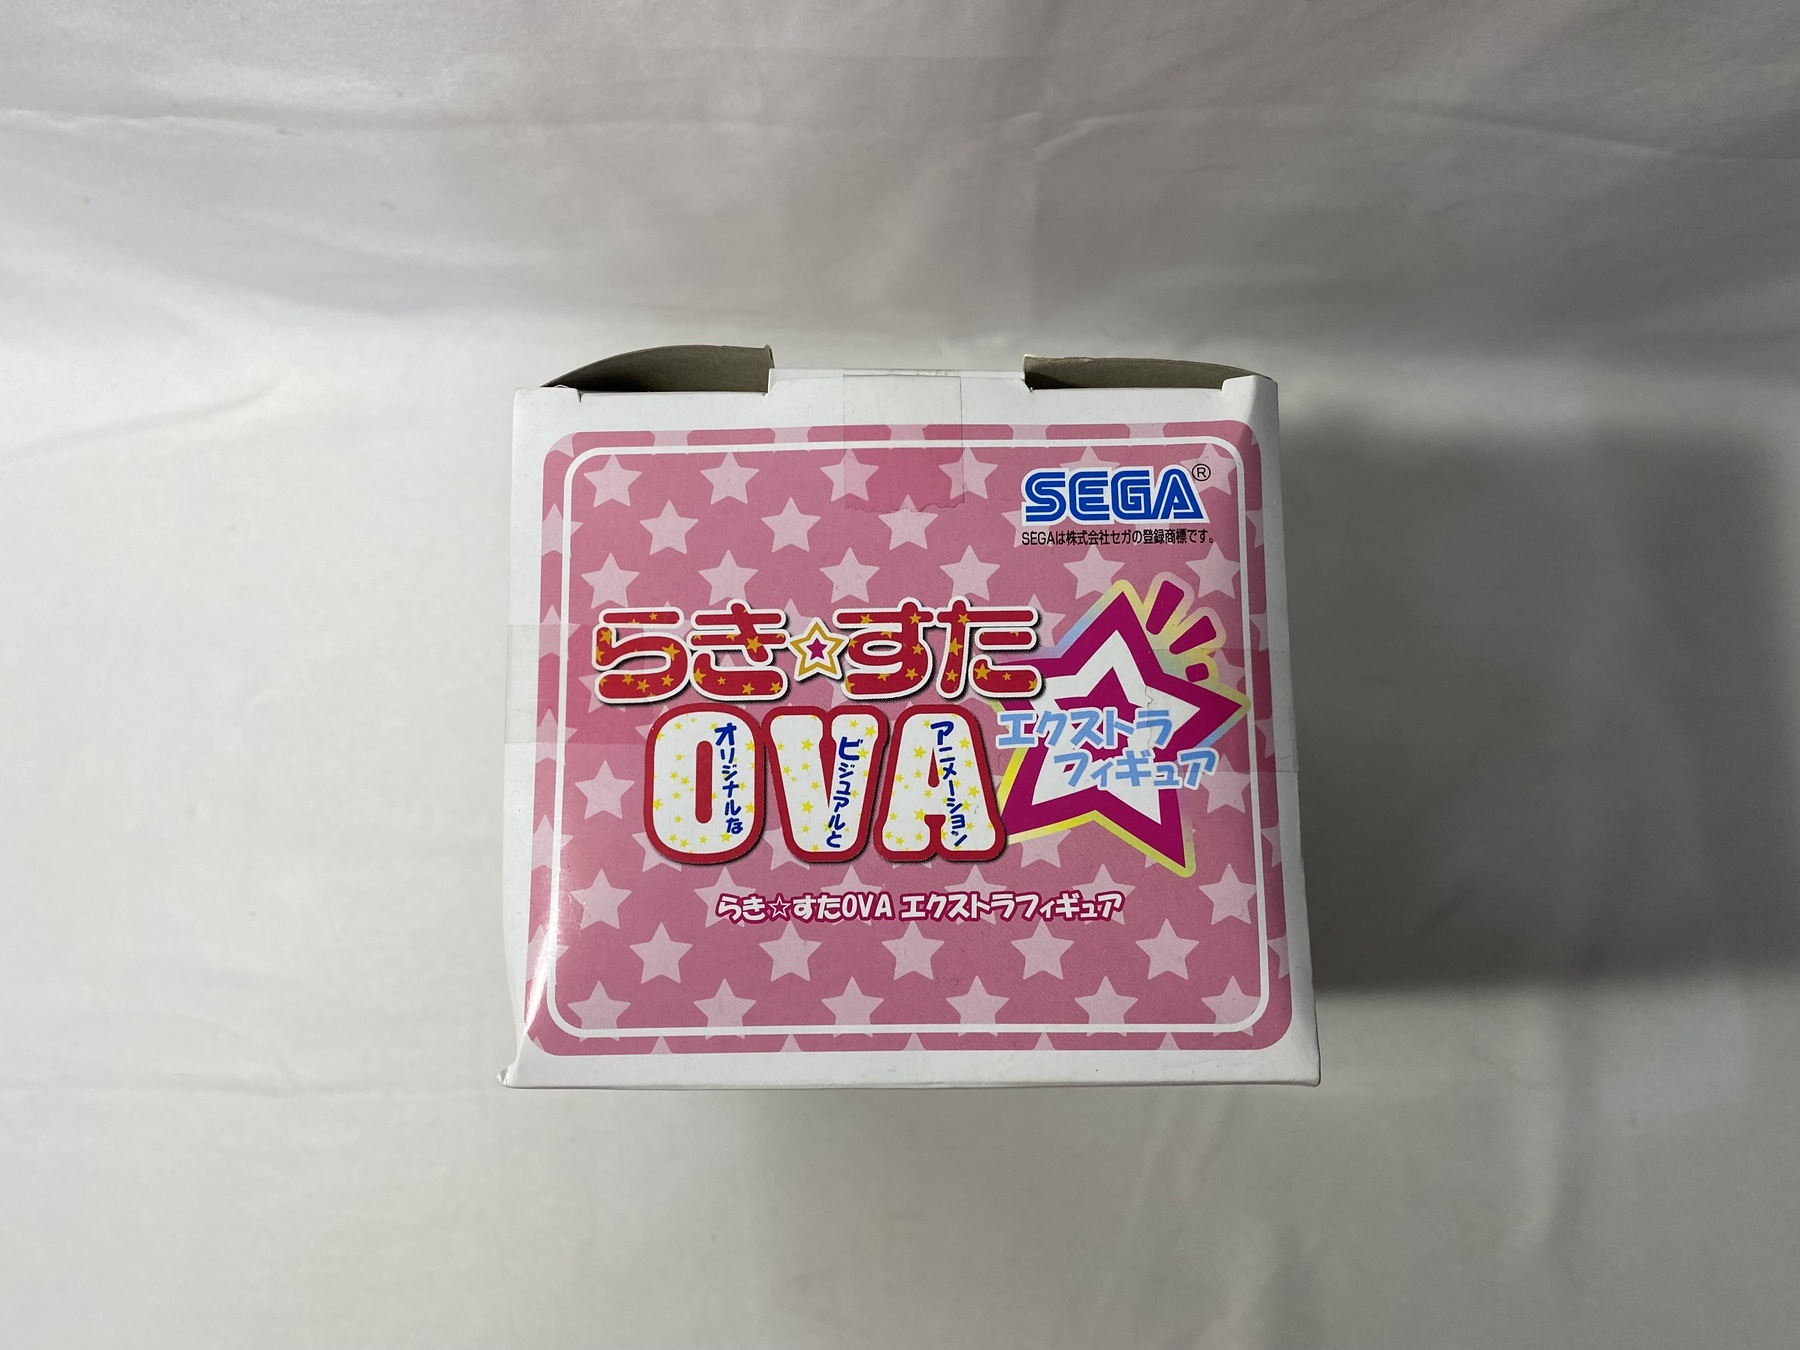 SEGA®
SEGAは株式会社セガの登録商標です。
らき☆すた
OVA
オリジナルな
ビジュアルと
アニメーション
エクストラ
フィギュア
らき☆すたOVA エクストラフィギュア